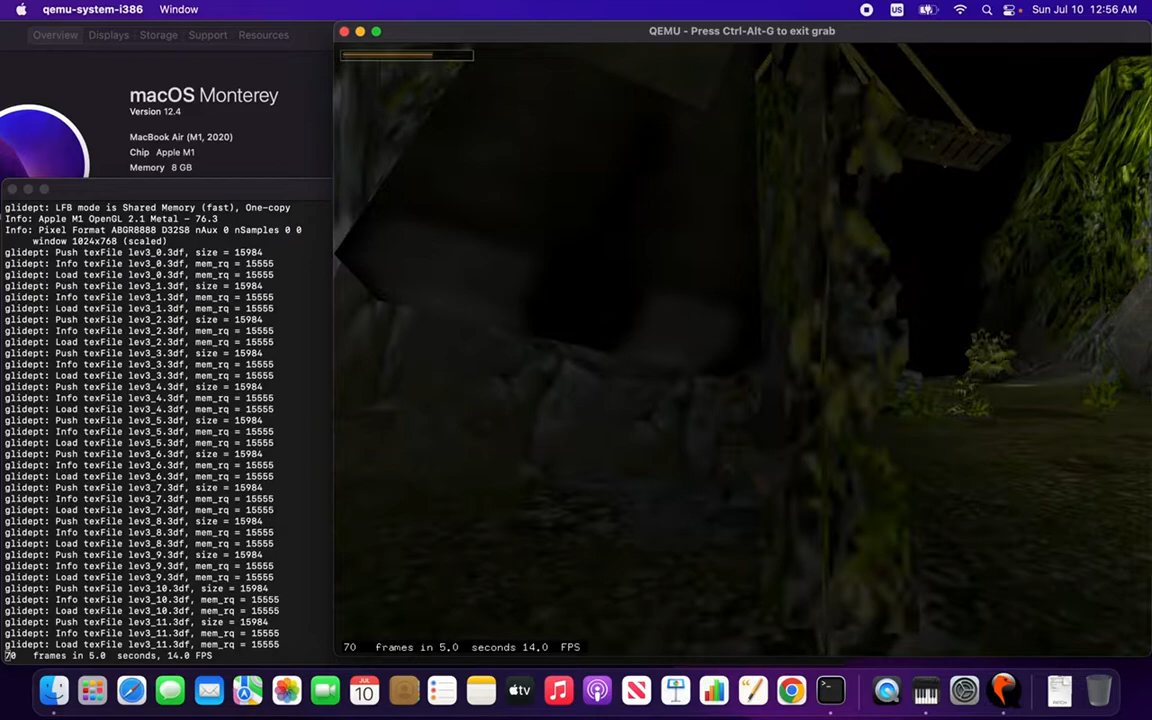 qemu-system-i386 Window US Sun Jul 10 12:56 AM
Overview Displays Storage Support Resources
QEMU - Press Ctrl-Alt-G to exit grab
macOS Monterey
Version 12.4
MacBook Air (M1, 2020)
Chip Apple M1
Memory 8 GB
glidept: LFB mode is Shared Memory (fast), One-copy
Info: Apple M1 OpenGL 2.1 Metal - 76.3
Info: Pixel Format ABGR8888 D32S8 nAux 0 nSamples 0 0
window 1024x768 (scaled)
glidept: Push texFile lev3_0.3df, size = 15984
glidept: Info texFile lev3_0.3df, mem_rq = 15555
glidept: Load texFile lev3_0.3df, mem_rq = 15555
glidept: Push texFile lev3_1.3df, size = 15984
glidept: Info texFile lev3_1.3df, mem_rq = 15555
glidept: Load texFile lev3_1.3df, mem_rq = 15555
glidept: Push texFile lev3_2.3df, size = 15984
glidept: Info texFile lev3_2.3df, mem_rq = 15555
glidept: Load texFile lev3_2.3df, mem_rq = 15555
glidept: Push texFile lev3_3.3df, size = 15984
glidept: Info texFile lev3_3.3df, mem_rq = 15555
glidept: Load texFile lev3_3.3df, mem_rq = 15555
glidept: Push texFile lev3_4.3df, size = 15984
glidept: Info texFile lev3_4.3df, mem_rq = 15555
glidept: Load texFile lev3_4.3df, mem_rq = 15555
glidept: Push texFile lev3_5.3df, size = 15984
glidept: Info texFile lev3_5.3df, mem_rq = 15555
glidept: Load texFile lev3_5.3df, mem_rq = 15555
glidept: Push texFile lev3_6.3df, size = 15984
glidept: Info texFile lev3_6.3df, mem_rq = 15555
glidept: Load texFile lev3_6.3df, mem_rq = 15555
glidept: Push texFile lev3_7.3df, size = 15984
glidept: Info texFile lev3_7.3df, mem_rq = 15555
glidept: Load texFile lev3_7.3df, mem_rq = 15555
glidept: Push texFile lev3_8.3df, size = 15984
glidept: Info texFile lev3_8.3df, mem_rq = 15555
glidept: Load texFile lev3_8.3df, mem_rq = 15555
glidept: Push texFile lev3_9.3df, size = 15984
glidept: Info texFile lev3_9.3df, mem_rq = 15555
glidept: Load texFile lev3_9.3df, mem_rq = 15555
glidept: Push texFile lev3_10.3df, size = 15984
glidept: Info texFile lev3_10.3df, mem_rq = 15555
glidept: Load texFile lev3_10.3df, mem_rq = 15555
glidept: Push texFile lev3_11.3df, size = 15984
glidept: Info texFile lev3_11.3df, mem_rq = 15555
glidept: Load texFile lev3_11.3df, mem_rq = 15555
70 frames in 5.0 seconds, 14.0 FPS
70 frames in 5.0 seconds 14.0 FPS
JUL
10
tv
PATCH